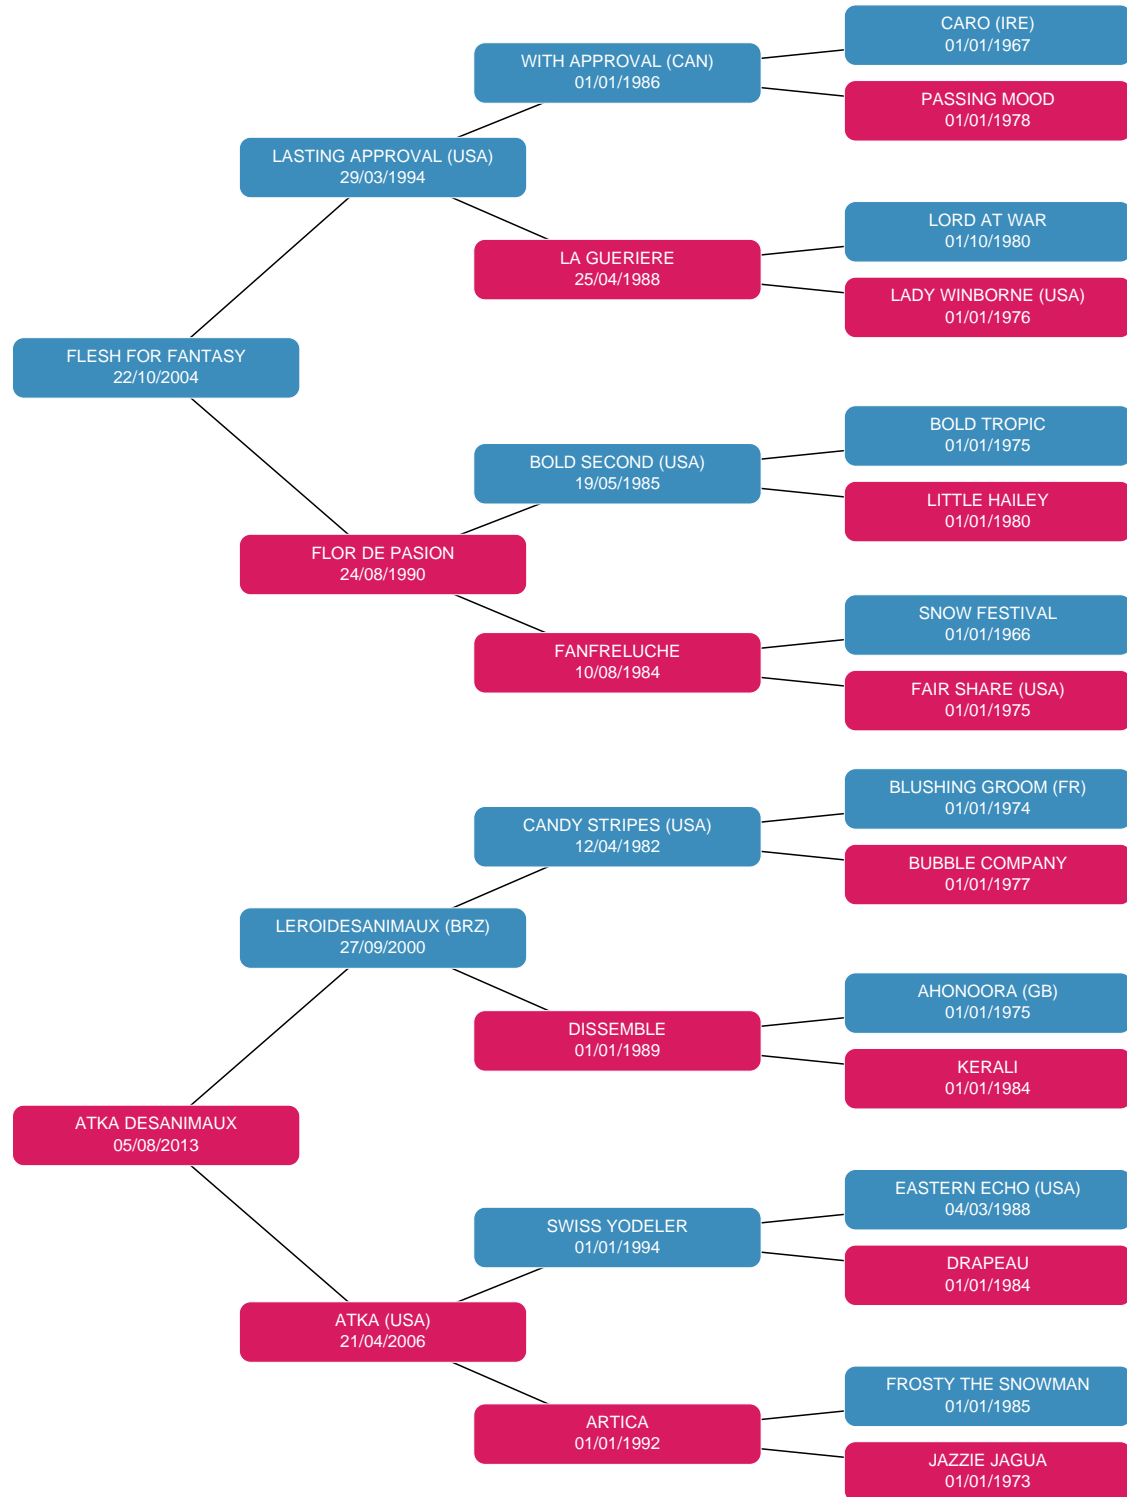 CARO (IRE)
01/01/1967
WITH APPROVAL (CAN)
01/01/1986
PASSING MOOD
01/01/1978
LASTING APPROVAL (USA)
29/03/1994
LORD AT WAR
01/10/1980
LA GUERIERE
25/04/1988
LADY WINBORNE (USA)
01/01/1976
FLESH FOR FANTASY
22/10/2004
BOLD TROPIC
01/01/1975
BOLD SECOND (USA)
19/05/1985
LITTLE HAILEY
01/01/1980
FLOR DE PASION
24/08/1990
SNOW FESTIVAL
01/01/1966
FANFRELUCHE
10/08/1984
FAIR SHARE (USA)
01/01/1975
BLUSHING GROOM (FR)
01/01/1974
CANDY STRIPES (USA)
12/04/1982
BUBBLE COMPANY
01/01/1977
LEROIDESANIMAUX (BRZ)
27/09/2000
AHONOORA (GB)
01/01/1975
DISSEMBLE
01/01/1989
KERALI
01/01/1984
ATKA DESANIMAUX
05/08/2013
EASTERN ECHO (USA)
04/03/1988
SWISS YODELER
01/01/1994
DRAPEAU
01/01/1984
ATKA (USA)
21/04/2006
FROSTY THE SNOWMAN
01/01/1985
ARTICA
01/01/1992
JAZZIE JAGUA
01/01/1973